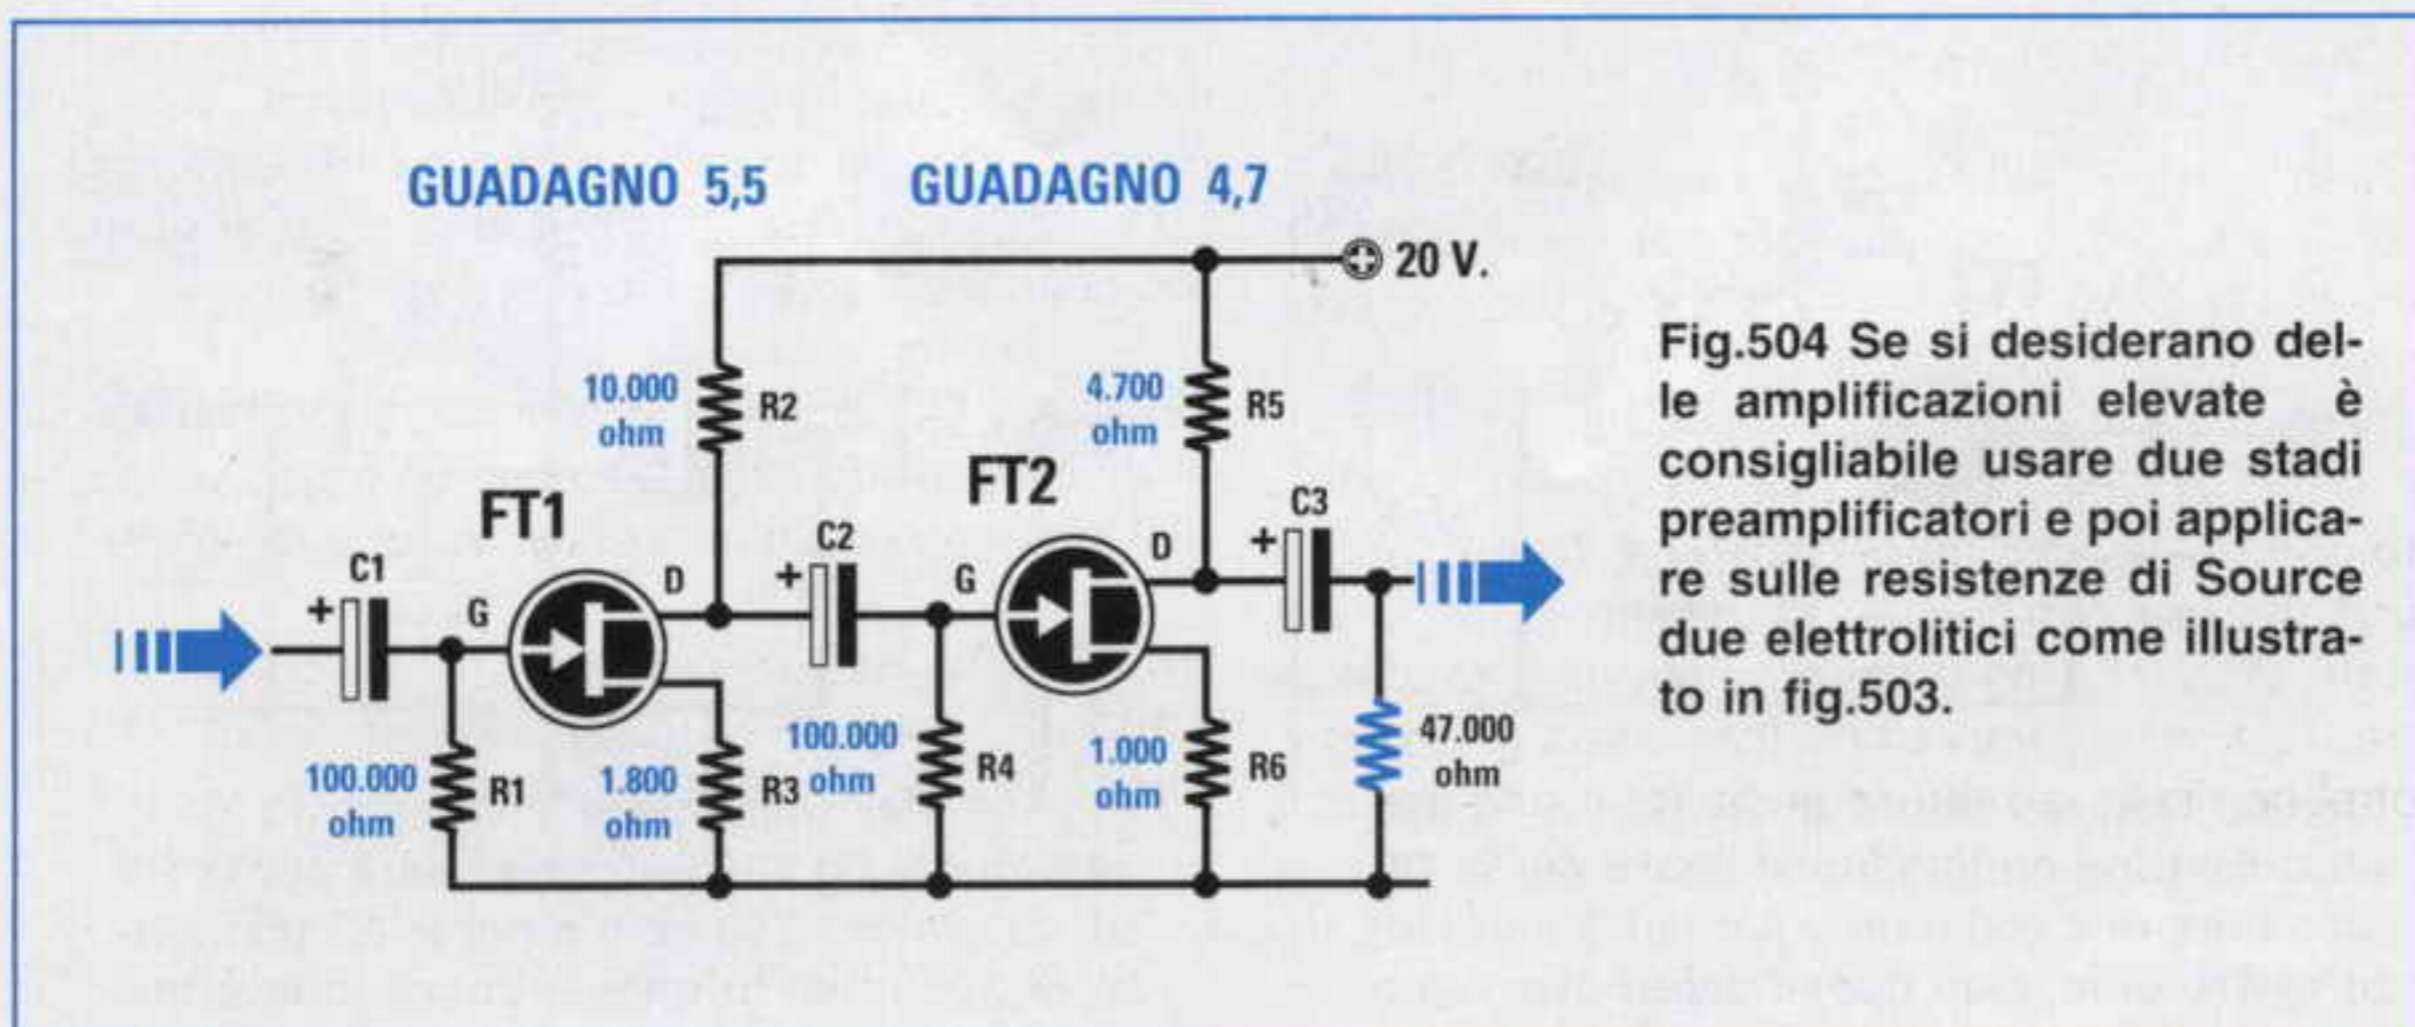 GUADAGNO 5,5
GUADAGNO 4,7
20 V.
10.000
ohm
R2
4.700
ohm
R5
FT1
FT2
C1
+
G
D
C2
+
G
D
C3
+
100.000
ohm
R1
1.800
ohm
R3
100.000
ohm
R4
1.000
ohm
R6
47.000
ohm
Fig.504 Se si desiderano del-
le amplificazioni elevate è
consigliabile usare due stadi
preamplificatori e poi applica-
re sulle resistenze di Source
due elettrolitici come illustra-
to in fig.503.